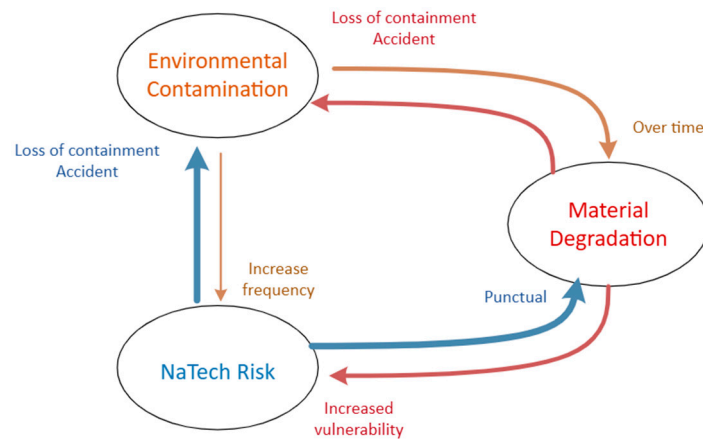 Loss of containment
Accident
Environmental
Contamination
Over time
Loss of containment
Accident
Material
Degradation
Increase
frequency
Punctual
NaTech Risk
Increased
vulnerability